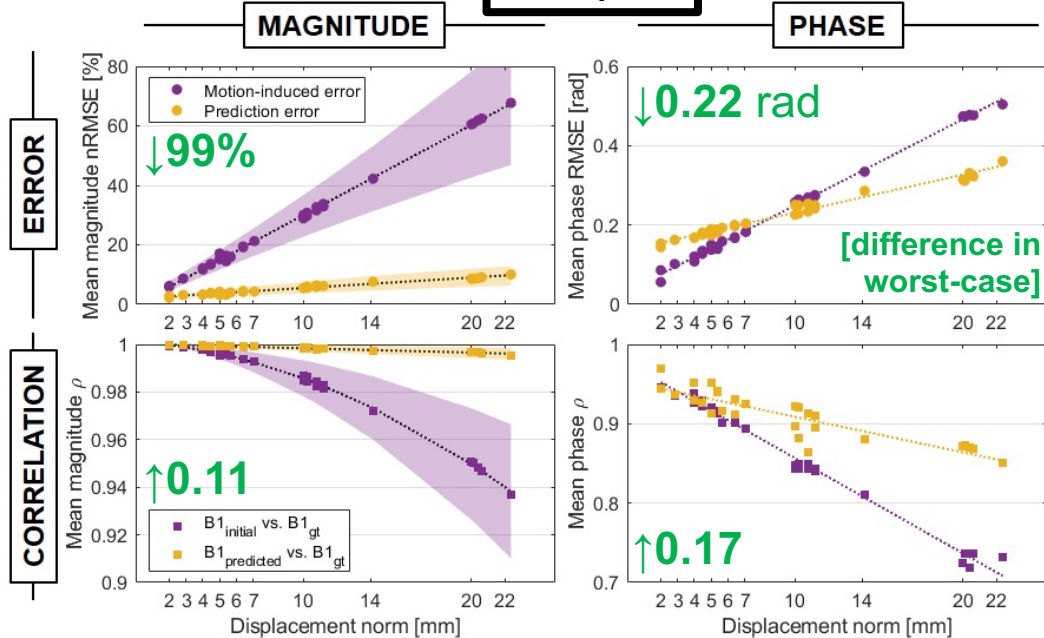 MAGNITUDE
PHASE
ERROR
CORRELATION
Mean magnitude nRMSE [%]
80
60
40
20
0
Motion-induced error
Prediction error
↓99%
2 3 4 5 6 7 10 14 20 22
Mean phase RMSE [rad]
0.6
0.4
0.2
0
↓0.22 rad
[difference in
worst-case]
2 3 4 5 6 7 10 14 20 22
Mean magnitude ρ
1
0.98
0.96
0.94
0.92
0.9
↑0.11
B1initial vs. B1gt
B1predicted vs. B1gt
2 3 4 5 6 7 10 14 20 22
Displacement norm [mm]
Mean phase ρ
1
0.9
0.8
0.7
↑0.17
2 3 4 5 6 7 10 14 20 22
Displacement norm [mm]